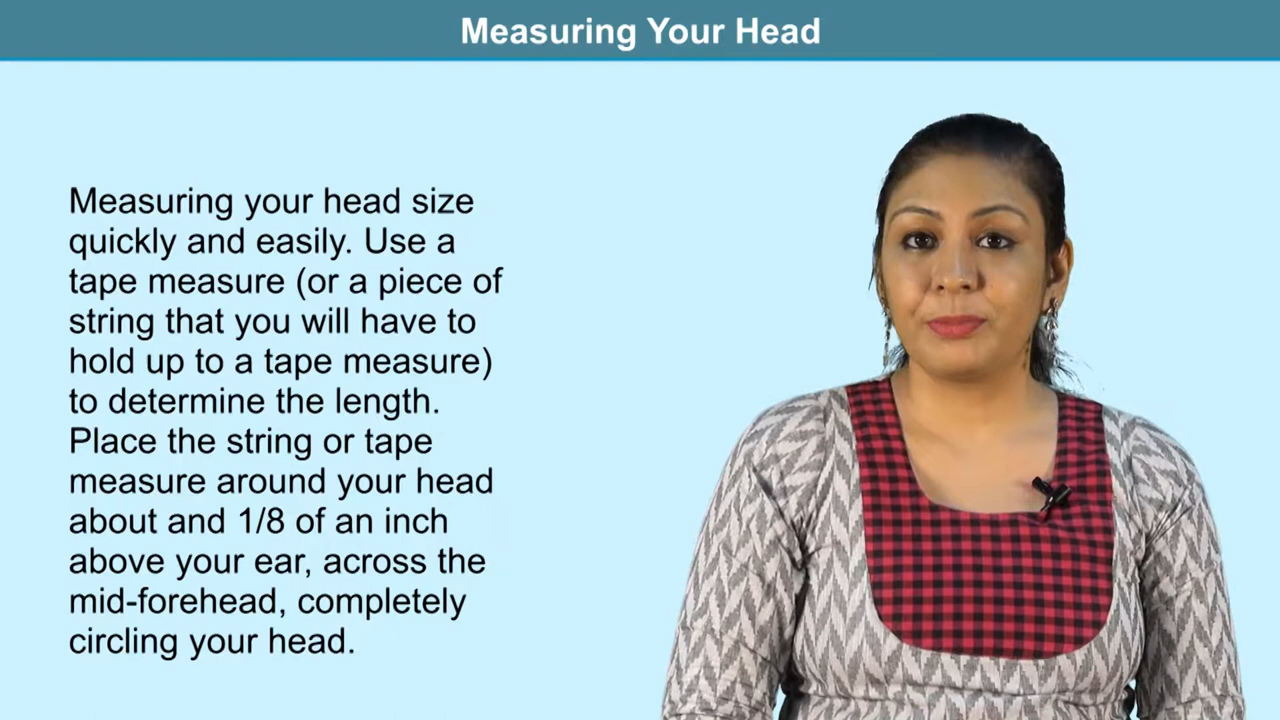 Measuring Your Head
Measuring your head size
quickly and easily. Use a
tape measure (or a piece of
string that you will have to
hold up to a tape measure)
to determine the length.
Place the string or tape
measure around your head
about and 1/8 of an inch
above your ear, across the
mid-forehead, completely
circling your head.